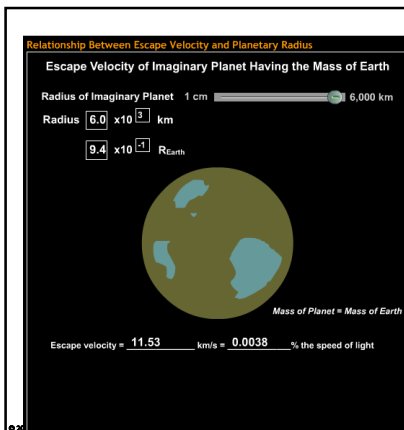 Relationship Between Escape Velocity and Planetary Radius
Escape Velocity of Imaginary Planet Having the Mass of Earth
Radius of Imaginary Planet 1 cm 6,000 km
Radius 6.0 x10 3 km
9.4 x10 -1 REarth
Mass of Planet = Mass of Earth
Escape velocity = 11.53 km/s = 0.0038 % the speed of light